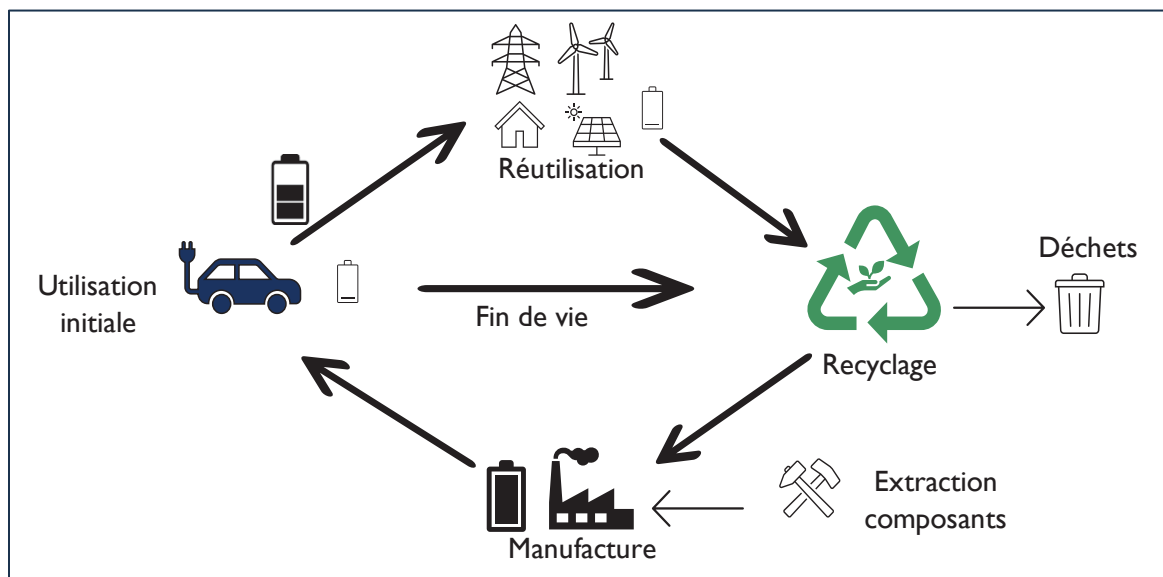 Réutilisation
Utilisation
initiale
Fin de vie
Déchets
Recyclage
Extraction
composants
Manufacture